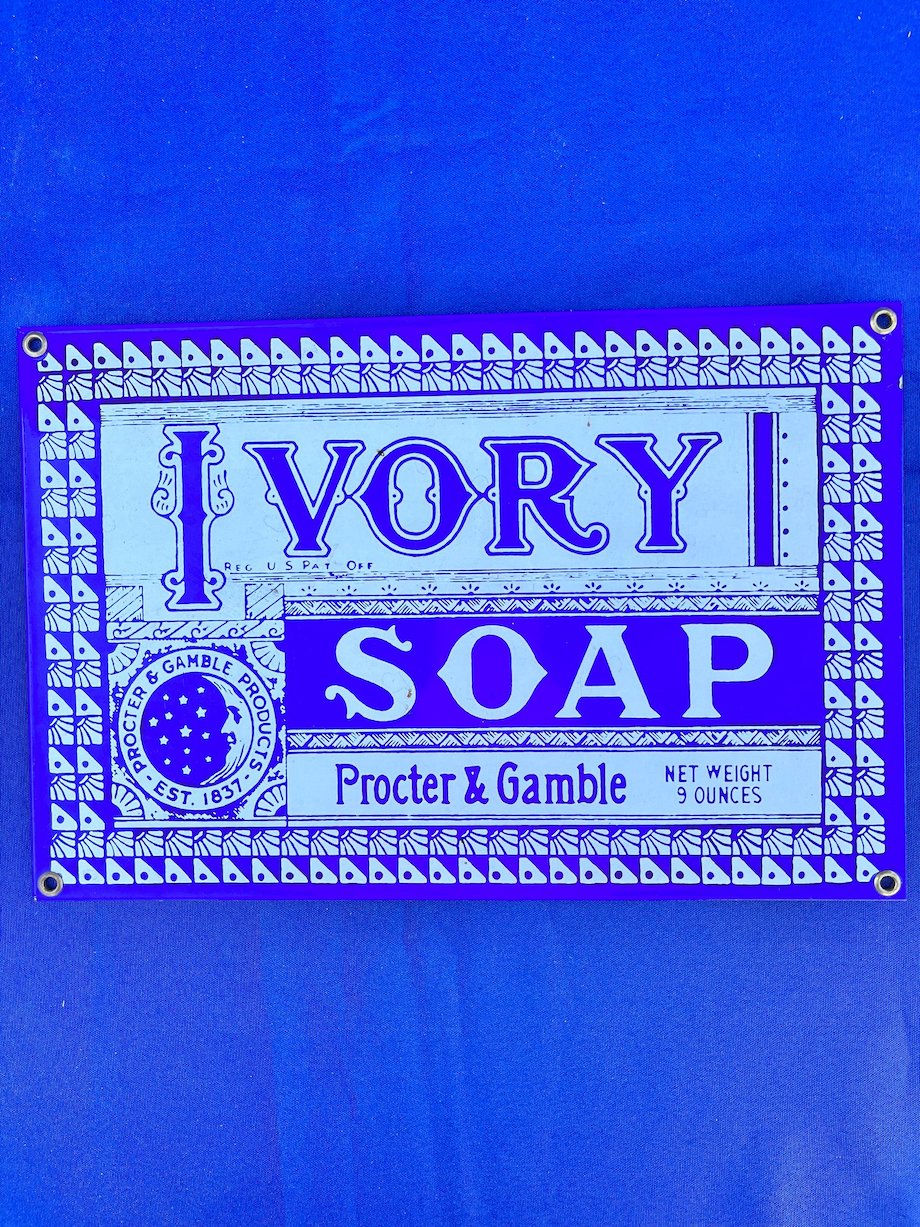 IVORY
REG U S PAT OFF
SOAP
PROCTER & GAMBLE PRODUCTS
- EST. 1837 -
Procter & Gamble
NET WEIGHT
9 OUNCES